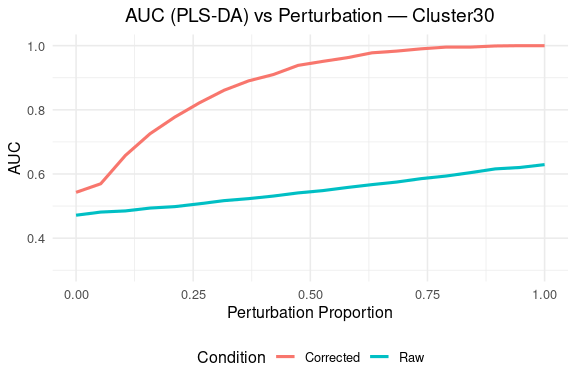 AUC (PLS-DA) vs Perturbation — Cluster30
AUC
1.0
0.8
0.6
0.4
0.00 0.25 0.50 0.75 1.00
Perturbation Proportion
Condition Corrected Raw